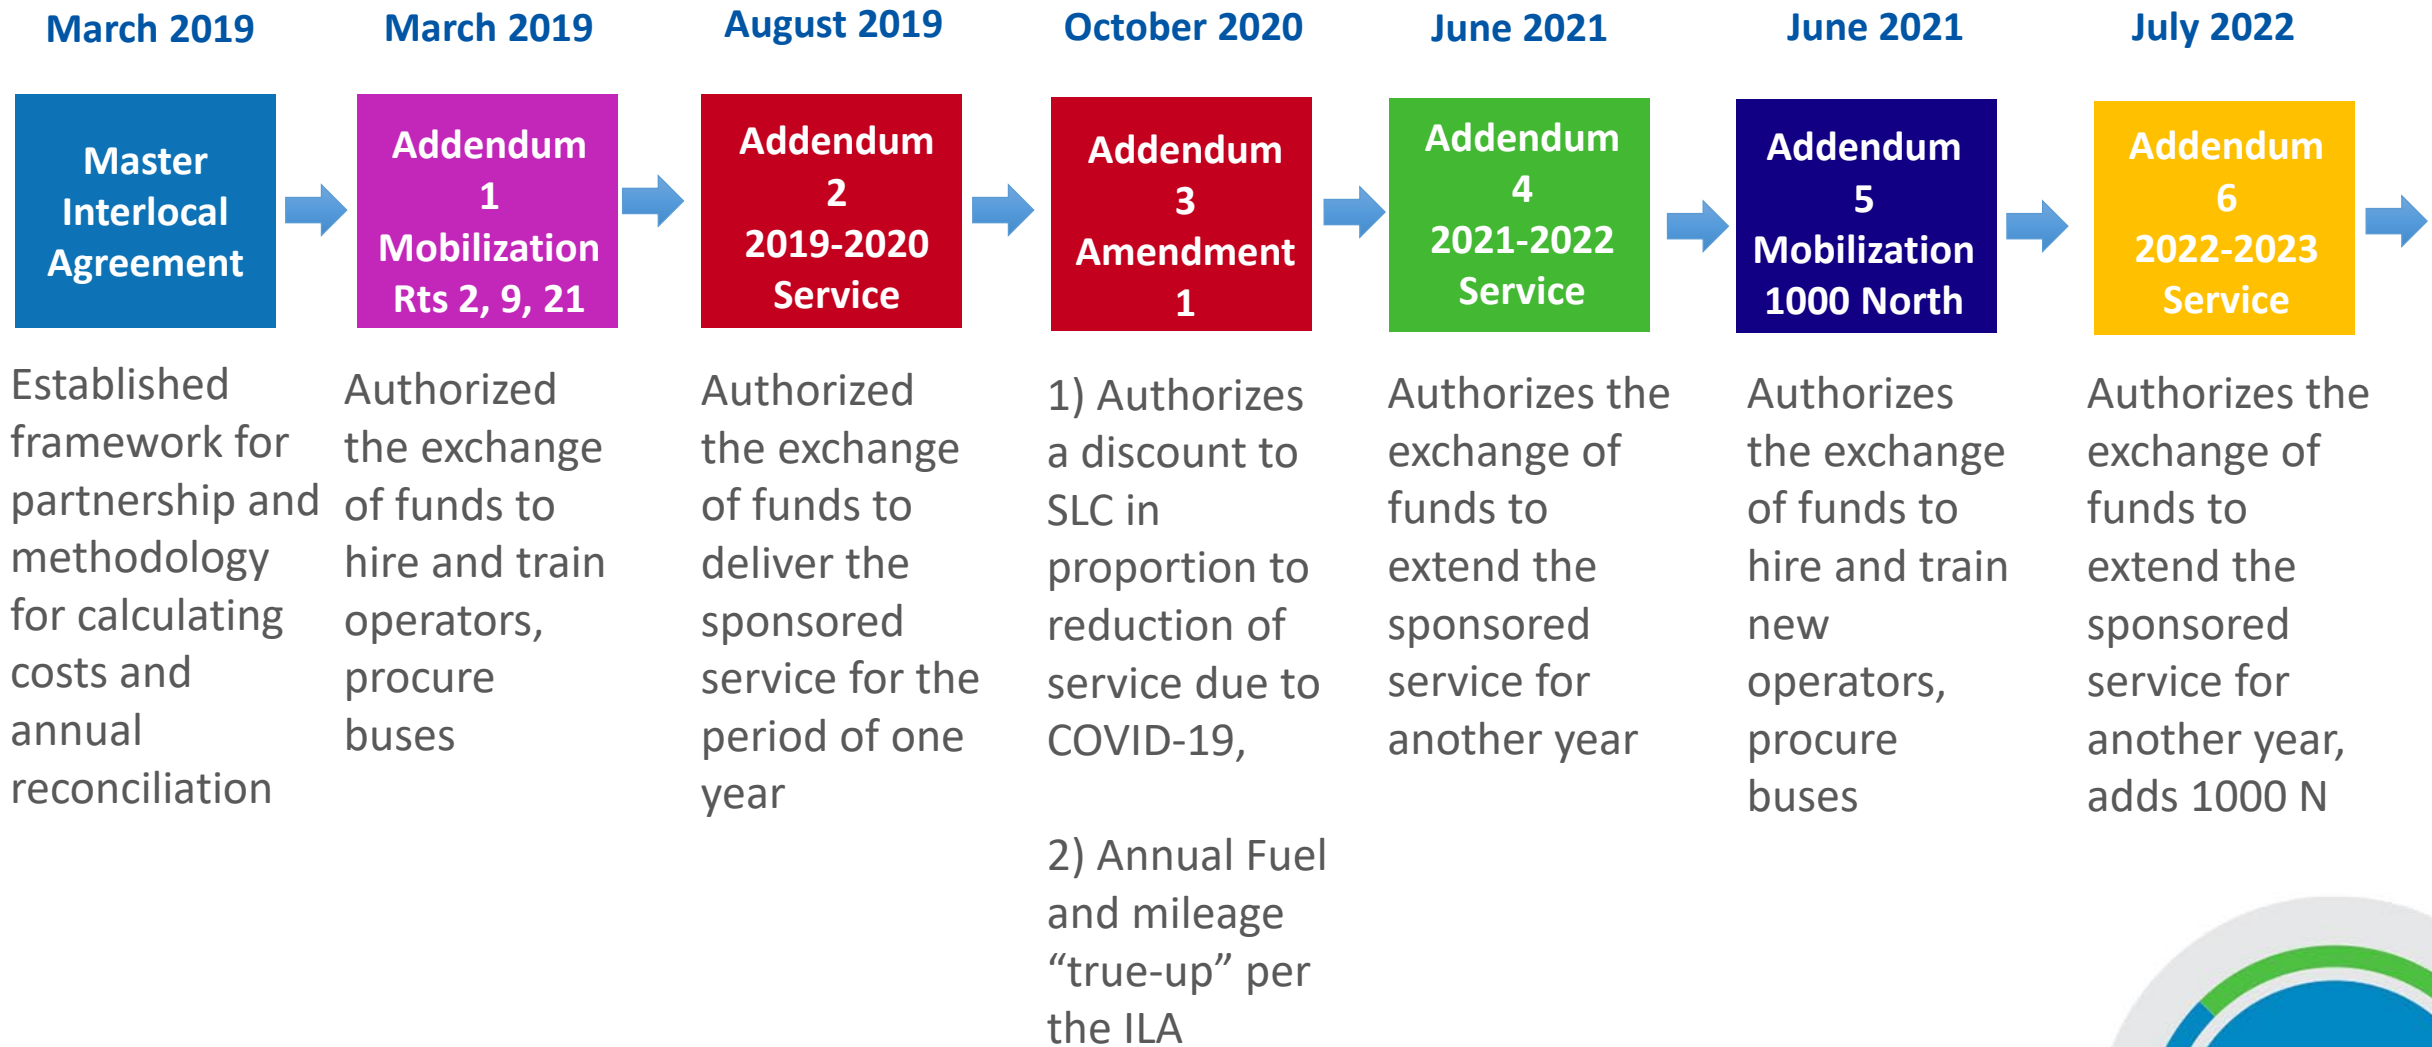 March 2019
Master
Interlocal
Agreement
Established
framework for
partnership and
methodology
for calculating
costs and
annual
reconciliation
March 2019
Addendum
1
Mobilization
Rts 2, 9, 21
Authorized
the exchange
of funds to
hire and train
operators,
procure
buses
August 2019
Addendum
2
2019-2020
Service
Authorized
the exchange
of funds to
deliver the
sponsored
service for the
period of one
year
October 2020
Addendum
3
Amendment
1
1) Authorizes
a discount to
SLC in
proportion to
reduction of
service due to
COVID-19,
2) Annual Fuel
and mileage
“true-up” per
the ILA
June 2021
Addendum
4
2021-2022
Service
Authorizes the
exchange of
funds to
extend the
sponsored
service for
another year
June 2021
Addendum
5
Mobilization
1000 North
Authorizes
the exchange
of funds to
hire and train
new
operators,
procure
buses
July 2022
Addendum
6
2022-2023
Service
Authorizes the
exchange of
funds to
extend the
sponsored
service for
another year,
adds 1000 N